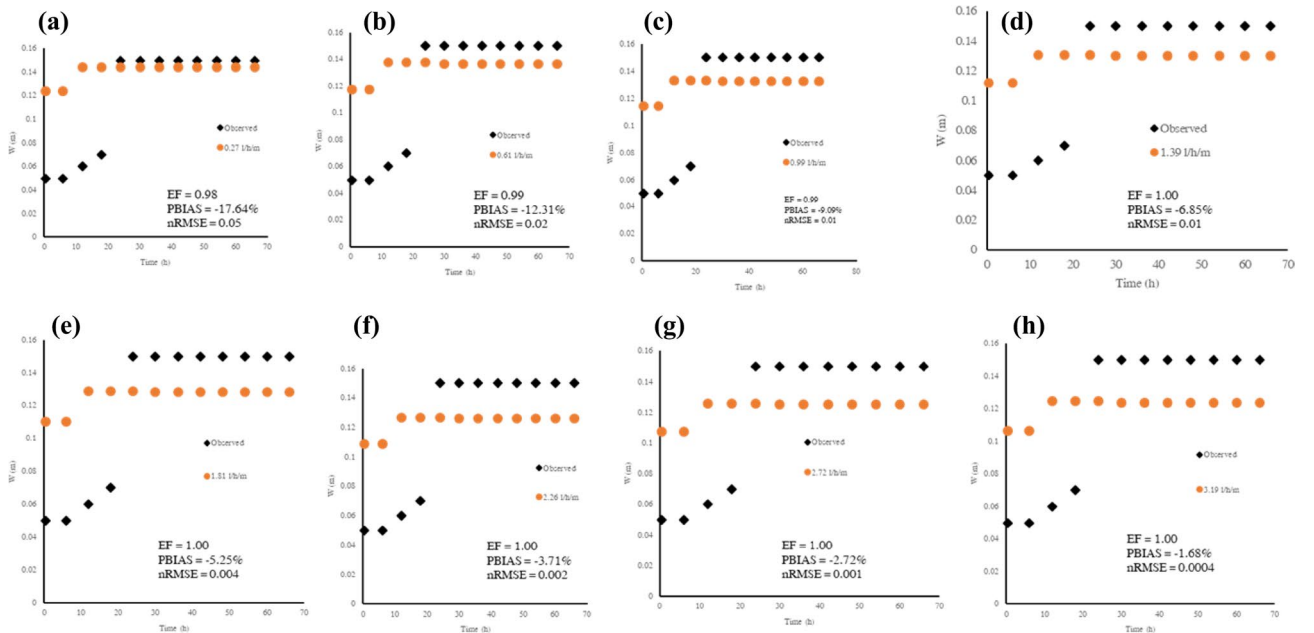 (a)
0.16
0.14
0.12
0.1
0.08
0.06
0.04
0.02
0
W (m)
0 10 20 30 40 50 60 70
Time (h)
Observed
0.27 l/h/m
EF = 0.98
PBIAS = -17.64%
nRMSE = 0.05
(b)
0.16
0.14
0.12
0.1
0.08
0.06
0.04
0.02
0
W (m)
0 10 20 30 40 50 60 70
Time (h)
Observed
0.61 l/h/m
EF = 0.99
PBIAS = -12.31%
nRMSE = 0.02
(c)
0.16
0.14
0.12
0.1
0.08
0.06
0.04
0.02
0
W (m)
0 20 40 60 80
Time (h)
Observed
0.99 l/h/m
EF = 0.99
PBIAS = -9.09%
nRMSE = 0.01
(d)
0.16
0.14
0.12
0.1
0.08
0.06
0.04
0.02
0
W (m)
0 10 20 30 40 50 60 70
Time (h)
Observed
1.39 l/h/m
EF = 1.00
PBIAS = -6.85%
nRMSE = 0.01
(e)
0.16
0.14
0.12
0.1
0.08
0.06
0.04
0.02
0
W (m)
0 10 20 30 40 50 60 70
Time (h)
Observed
1.81 l/h/m
EF = 1.00
PBIAS = -5.25%
nRMSE = 0.004
(f)
0.16
0.14
0.12
0.1
0.08
0.06
0.04
0.02
0
W (m)
0 10 20 30 40 50 60 70
Time (h)
Observed
2.26 l/h/m
EF = 1.00
PBIAS = -3.71%
nRMSE = 0.002
(g)
0.16
0.14
0.12
0.1
0.08
0.06
0.04
0.02
0
W (m)
0 10 20 30 40 50 60 70
Time (h)
Observed
2.72 l/h/m
EF = 1.00
PBIAS = -2.72%
nRMSE = 0.001
(h)
0.16
0.14
0.12
0.1
0.08
0.06
0.04
0.02
0
W (m)
0 10 20 30 40 50 60 70
Time (h)
Observed
3.19 l/h/m
EF = 1.00
PBIAS = -1.68%
nRMSE = 0.0004